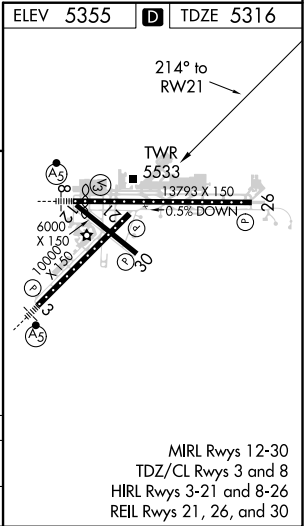 ELEV 5355
D
TDZE 5316
214° to
RW21
TWR
5533
A5
8
V5
13793 X 150
0.5% DOWN
26
P
12
21
P
6000
X 150
P
30
10000
X 150
P
3
A5
MIRL Rwys 12-30
TDZ/CL Rwys 3 and 8
HIRL Rwys 3-21 and 8-26
REIL Rwys 21, 26, and 30